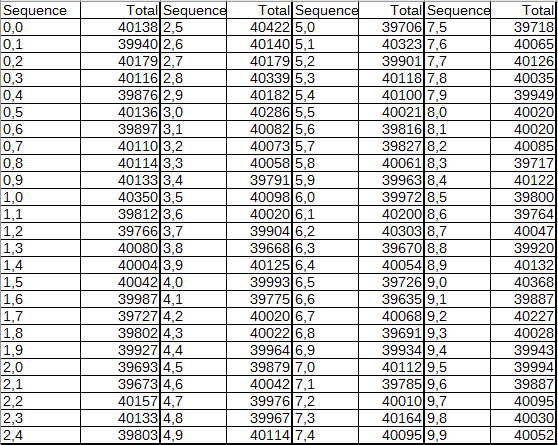 Sequence Total Sequence Total Sequence Total Sequence Total
0,0 40138 2,5 40422 5,0 39706 7,5 39718
0,1 39940 2,6 40140 5,1 40323 7,6 40065
0,2 40179 2,7 40179 5,2 39901 7,7 40126
0,3 40116 2,8 40339 5,3 40118 7,8 40035
0,4 39876 2,9 40182 5,4 40100 7,9 39949
0,5 40136 3,0 40286 5,5 40021 8,0 40020
0,6 39897 3,1 40082 5,6 39816 8,1 40020
0,7 40110 3,2 40073 5,7 39827 8,2 40085
0,8 40114 3,3 40058 5,8 40061 8,3 39717
0,9 40133 3,4 39791 5,9 39963 8,4 40122
1,0 40350 3,5 40098 6,0 39972 8,5 39800
1,1 39812 3,6 40020 6,1 40200 8,6 39764
1,2 39766 3,7 39904 6,2 40303 8,7 40047
1,3 40080 3,8 39668 6,3 39670 8,8 39920
1,4 40004 3,9 40125 6,4 40054 8,9 40132
1,5 40042 4,0 39993 6,5 39726 9,0 40368
1,6 39987 4,1 39775 6,6 39635 9,1 39887
1,7 39727 4,2 40020 6,7 40068 9,2 40227
1,8 39802 4,3 40022 6,8 39691 9,3 40028
1,9 39927 4,4 39964 6,9 39934 9,4 39943
2,0 39693 4,5 39879 7,0 40112 9,5 39994
2,1 39673 4,6 40042 7,1 39785 9,6 39887
2,2 40157 4,7 39976 7,2 40010 9,7 40095
2,3 40133 4,8 39967 7,3 40164 9,8 40030
2,4 39803 4,9 40114 7,4 40095 9,9 40052